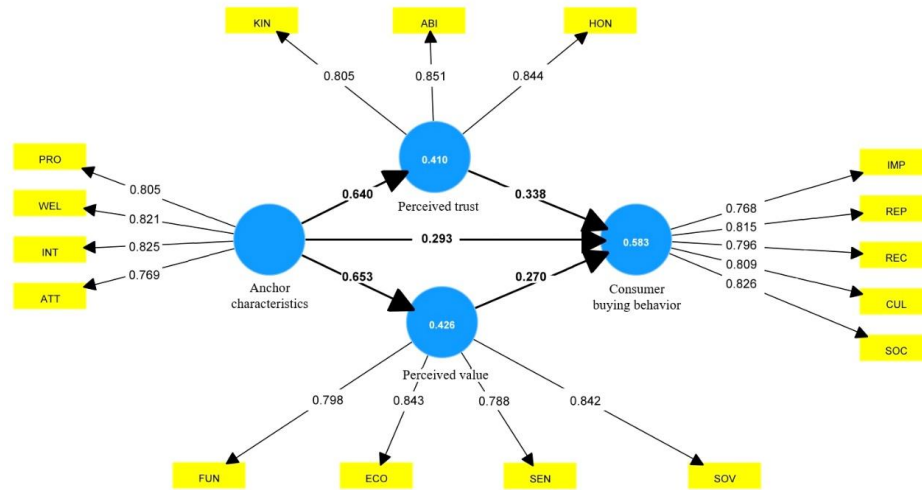 KIN
ABI
HON
0.805
0.851
0.844
PRO
WEL
INT
ATT
0.805
0.821
0.825
0.769
0.410
Perceived trust
0.640
0.338
0.293
0.653
0.270
Anchor
characteristics
0.583
Consumer
buying behavior
IMP
REP
REC
CUL
SOC
0.768
0.815
0.796
0.809
0.826
0.426
Perceived value
0.798
0.843
0.788
0.842
FUN
ECO
SEN
SOV